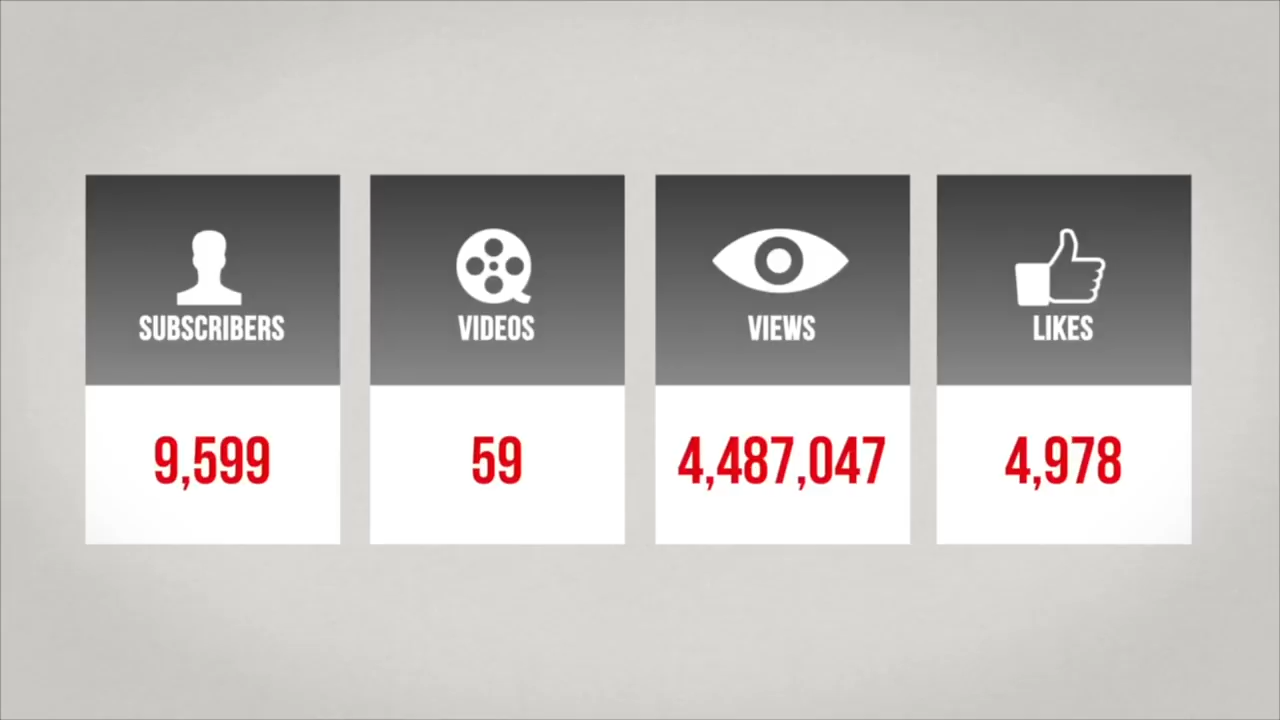 SUBSCRIBERS
9,599
VIDEOS
59
VIEWS
4,487,047
LIKES
4,978